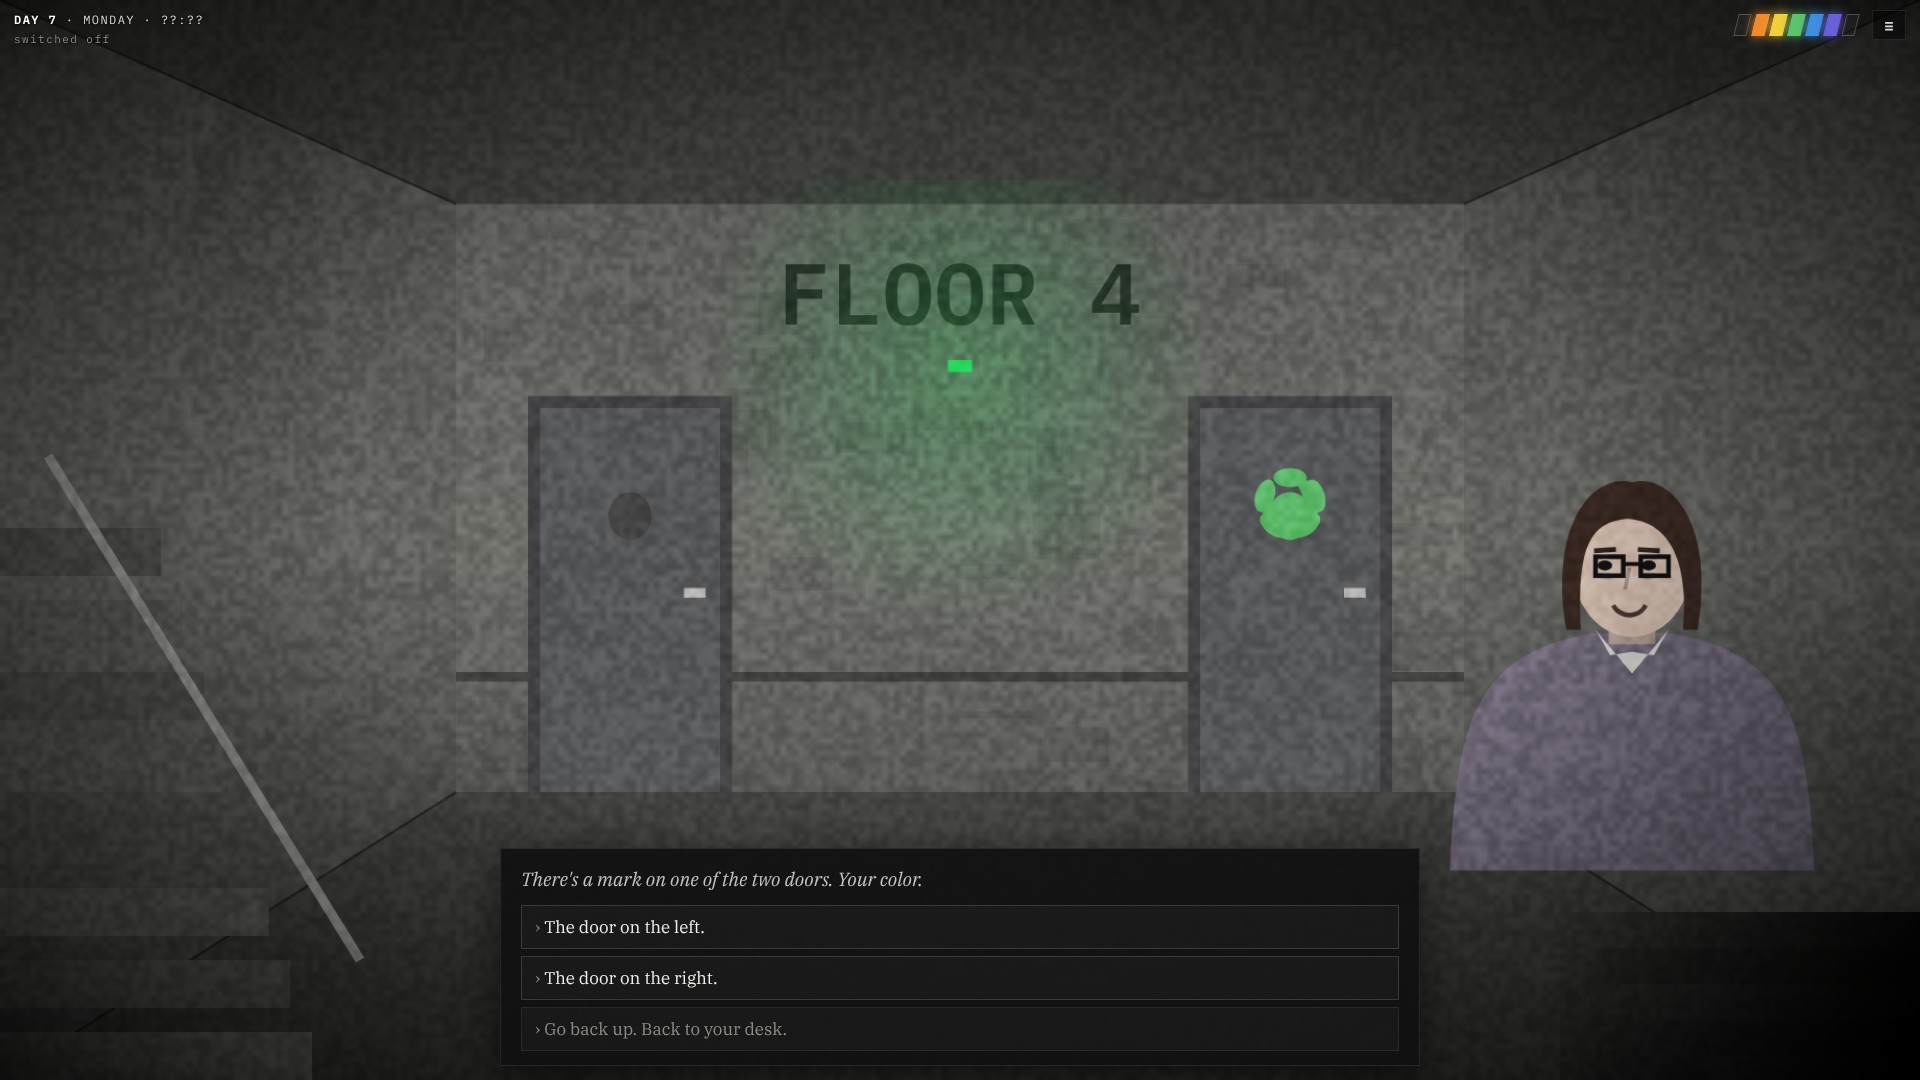 DAY 7 · MONDAY · ??:??
switched off
FLOOR 4
There's a mark on one of the two doors. Your color.
› The door on the left.
› The door on the right.
› Go back up. Back to your desk.